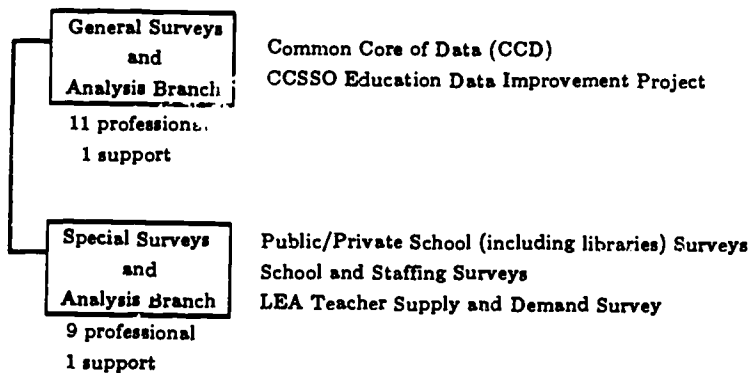 General Surveys
and
Analysis Branch
Common Core of Data (CCD)
CCSSO Education Data Improvement Project
11 professional
1 support
Special Surveys
and
Analysis Branch
Public/Private School (including libraries) Surveys
School and Staffing Surveys
LEA Teacher Supply and Demand Survey
9 professional
1 support